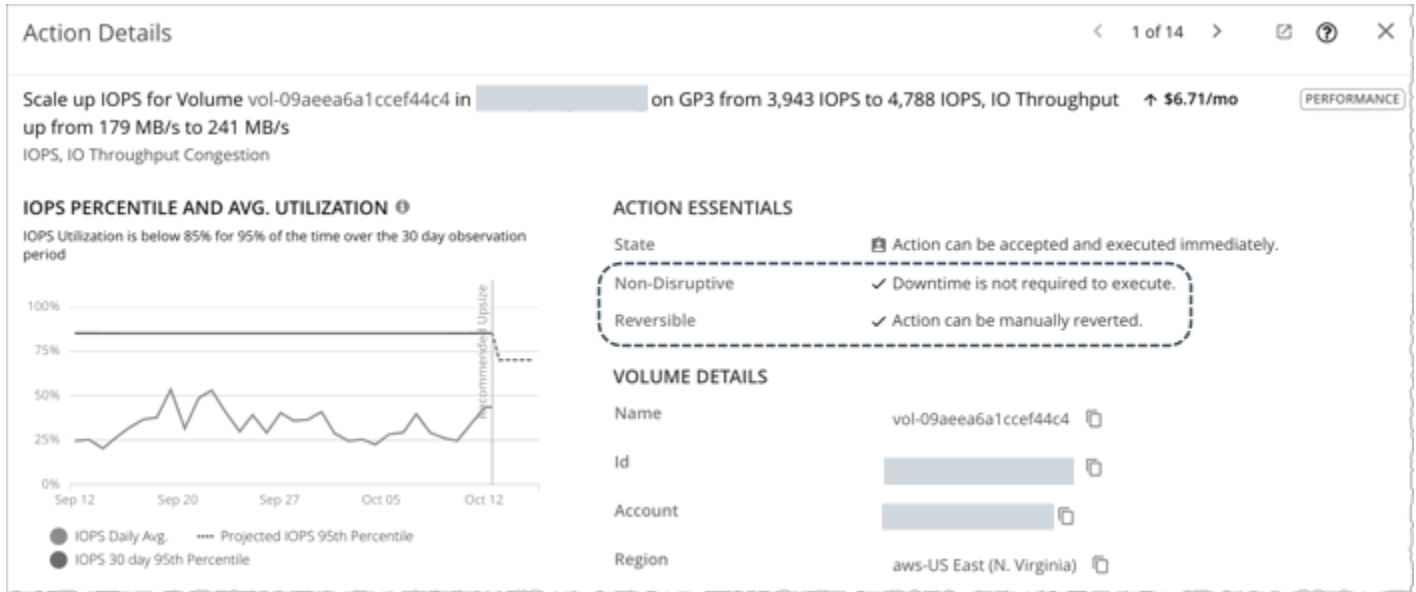 Action Details
1 of 14
Scale up IOPS for Volume vol-09aeea6a1ccef44c4 in on GP3 from 3,943 IOPS to 4,788 IOPS, IO Throughput ↑ $6.71/mo PERFORMANCE
up from 179 MB/s to 241 MB/s
IOPS, IO Throughput Congestion
IOPS PERCENTILE AND AVG. UTILIZATION
IOPS Utilization is below 85% for 95% of the time over the 30 day observation
period
100%
75%
50%
25%
0%
Recommended Upsize
Sep 12 Sep 20 Sep 27 Oct 05 Oct 12
IOPS Daily Avg. Projected IOPS 95th Percentile
IOPS 30 day 95th Percentile
ACTION ESSENTIALS
State Action can be accepted and executed immediately.
Non-Disruptive ✓ Downtime is not required to execute.
Reversible ✓ Action can be manually reverted.
VOLUME DETAILS
Name vol-09aeea6a1ccef44c4
Id
Account
Region aws-US East (N. Virginia)